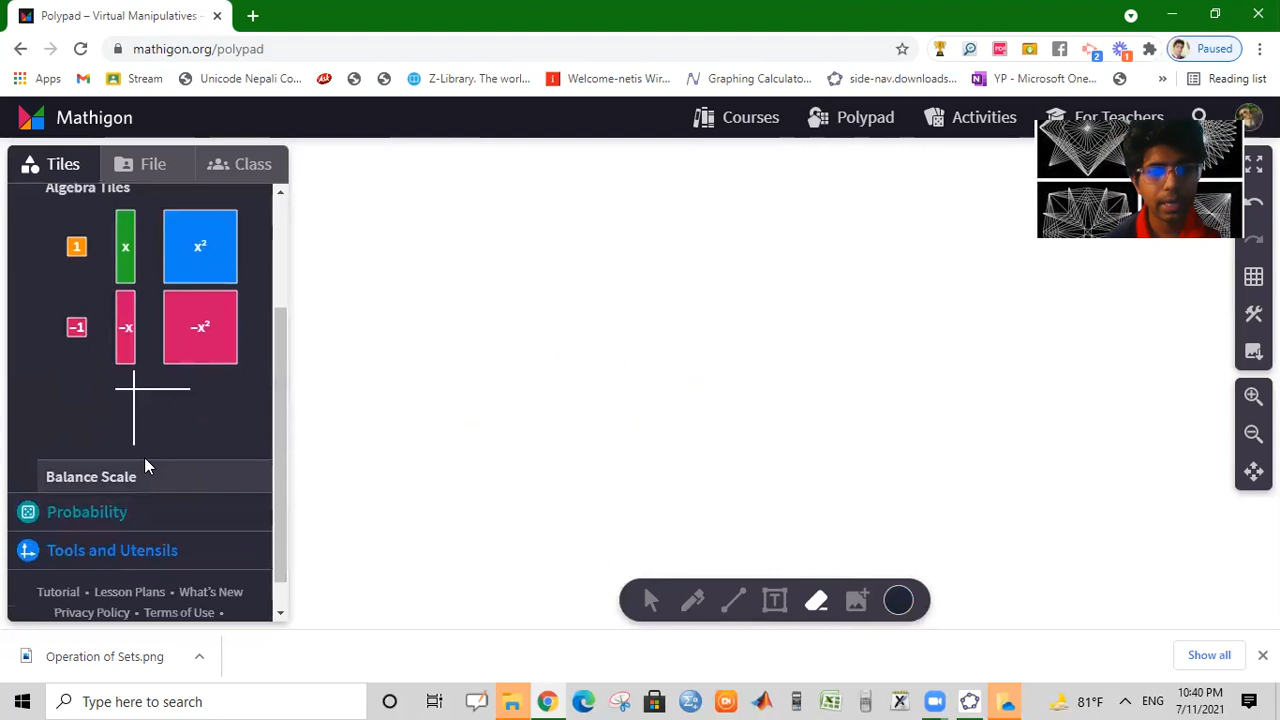 Polypad – Virtual Manipulatives –
mathigon.org/polypad
Paused
Apps
Stream
Unicode Nepali Co...
Z-Library. The worl...
Welcome-netis Wir...
Graphing Calculato...
side-nav.downloads...
YP - Microsoft One...
Reading list
Mathigon
Courses
Polypad
Activities
For Teachers
Tiles
File
Class
Algebra Tiles
1
x
x²
–1
–x
–x²
Balance Scale
Probability
Tools and Utensils
Tutorial • Lesson Plans • What's New
Privacy Policy • Terms of Use •
T
PDF
2
1
Operation of Sets.png
Show all
Type here to search
81°F
ENG
10:40 PM
7/11/2021